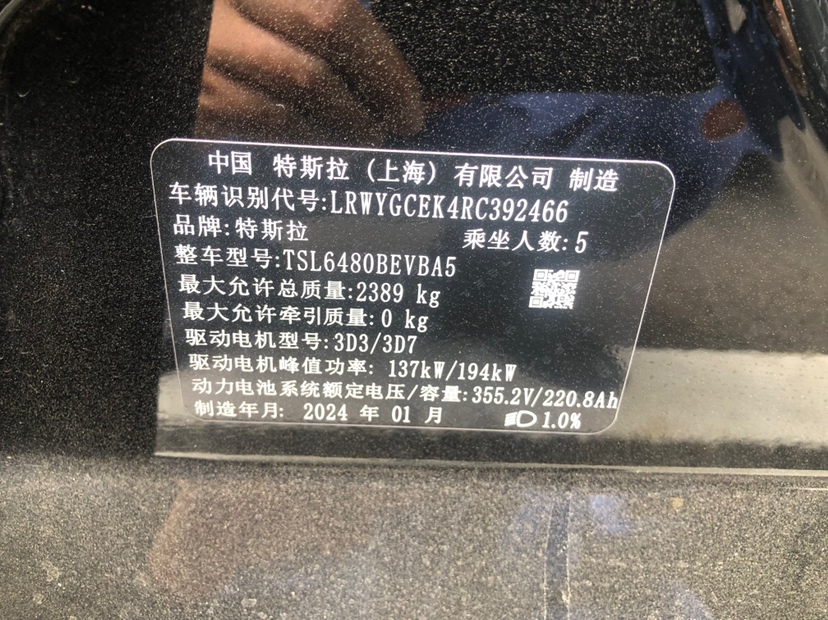 中国 特斯拉 (上海) 有限公司 制造
车辆识别代号:LRWYGCEK4RC392466
品牌:特斯拉 乘坐人数:5
整车型号:TSL6480BEVBA5
最大允许总质量:2389 kg
最大允许牵引质量:0 kg
驱动电机型号:3D3/3D7
驱动电机峰值功率: 137kW/194kW
动力电池系统额定电压/容量:355.2V/220.8Ah
制造年月: 2024 年 01 月 1.0%